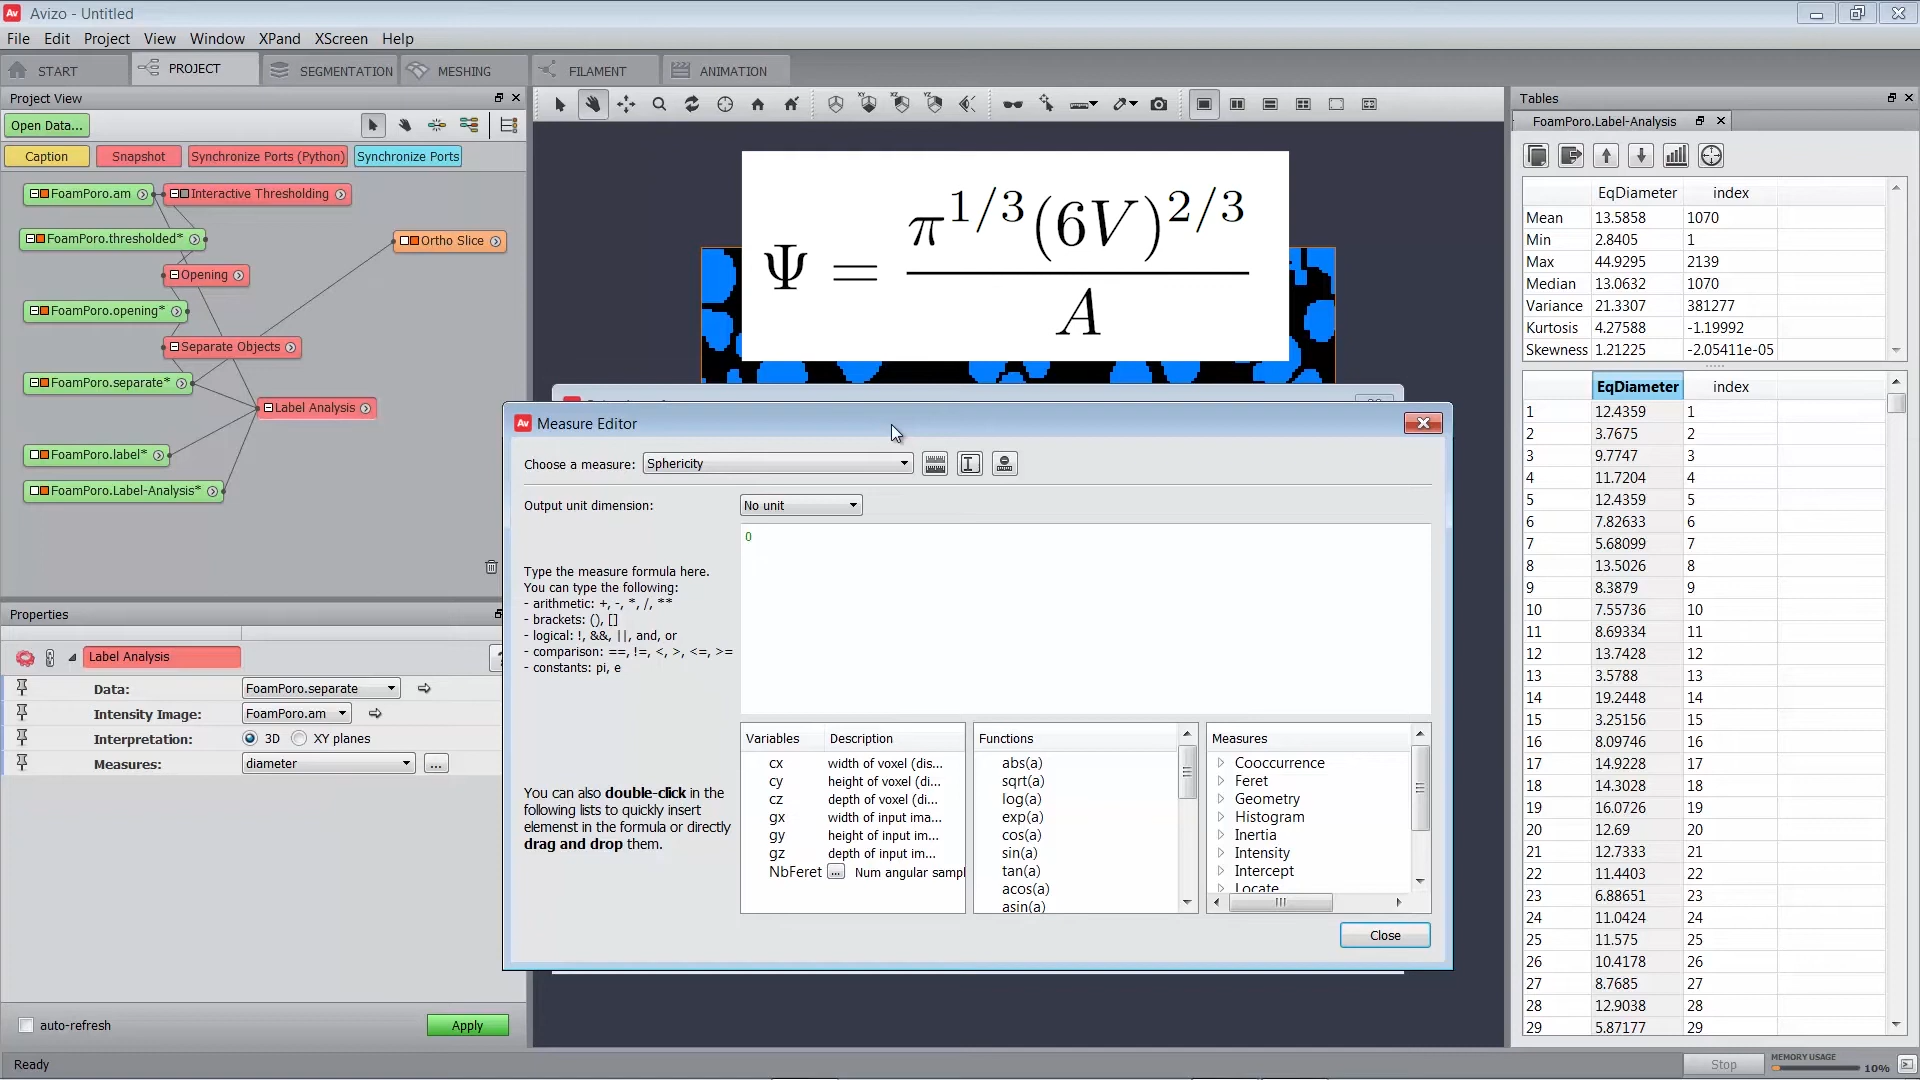 Avizo - Untitled
File Edit Project View Window XPand XScreen Help
START PROJECT SEGMENTATION MESHING FILAMENT ANIMATION
Project View
Open Data...
Caption Snapshot Synchronize Ports (Python) Synchronize Ports
FoamPoro.am Interactive Thresholding
FoamPoro.thresholded* Ortho Slice
Opening
FoamPoro.opening*
Separate Objects
FoamPoro.separate*
Label Analysis
FoamPoro.label*
FoamPoro.Label-Analysis*
Properties
Label Analysis
Data: FoamPoro.separate
Intensity Image: FoamPoro.am
Interpretation: 3D XY planes
Measures: diameter ...
auto-refresh Apply
Ready
Ψ = π^{1/3}(6V)^{2/3} / A
Measure Editor
Choose a measure: Sphericity
Output unit dimension: No unit
0
Type the measure formula here.
You can type the following:
- arithmetic: +, -, *, /, **
- brackets: (), []
- logical: !, &&, ||, and, or
- comparison: ==, !=, <, >, <=, >=
- constants: pi, e
You can also double-click in the
following lists to quickly insert
elemenst in the formula or directly
drag and drop them.
Variables Description
cx width of voxel (dis...
cy height of voxel (di...
cz depth of voxel (di...
gx width of input ima...
gy height of input im...
gz depth of input im...
NbFeret ... Num angular sampl
Functions
abs(a)
sqrt(a)
log(a)
exp(a)
cos(a)
sin(a)
tan(a)
acos(a)
asin(a)
Measures
Cooccurrence
Feret
Geometry
Histogram
Inertia
Intensity
Intercept
Locate
Close
Tables
FoamPoro.Label-Analysis
EqDiameter index
Mean 13.5858 1070
Min 2.8405 1
Max 44.9295 2139
Median 13.0632 1070
Variance 21.3307 381277
Kurtosis 4.27588 -1.19992
Skewness 1.21225 -2.05411e-05
EqDiameter index
1 12.4359 1
2 3.7675 2
3 9.7747 3
4 11.7204 4
5 12.4359 5
6 7.82633 6
7 5.68099 7
8 13.5026 8
9 8.3879 9
10 7.55736 10
11 8.69334 11
12 13.7428 12
13 3.5788 13
14 19.2448 14
15 3.25156 15
16 8.09746 16
17 14.9228 17
18 14.3028 18
19 16.0726 19
20 12.69 20
21 12.7333 21
22 11.4403 22
23 6.88651 23
24 11.0424 24
25 11.575 25
26 10.4178 26
27 8.7685 27
28 12.9038 28
29 5.87177 29
Stop MEMORY USAGE 10%